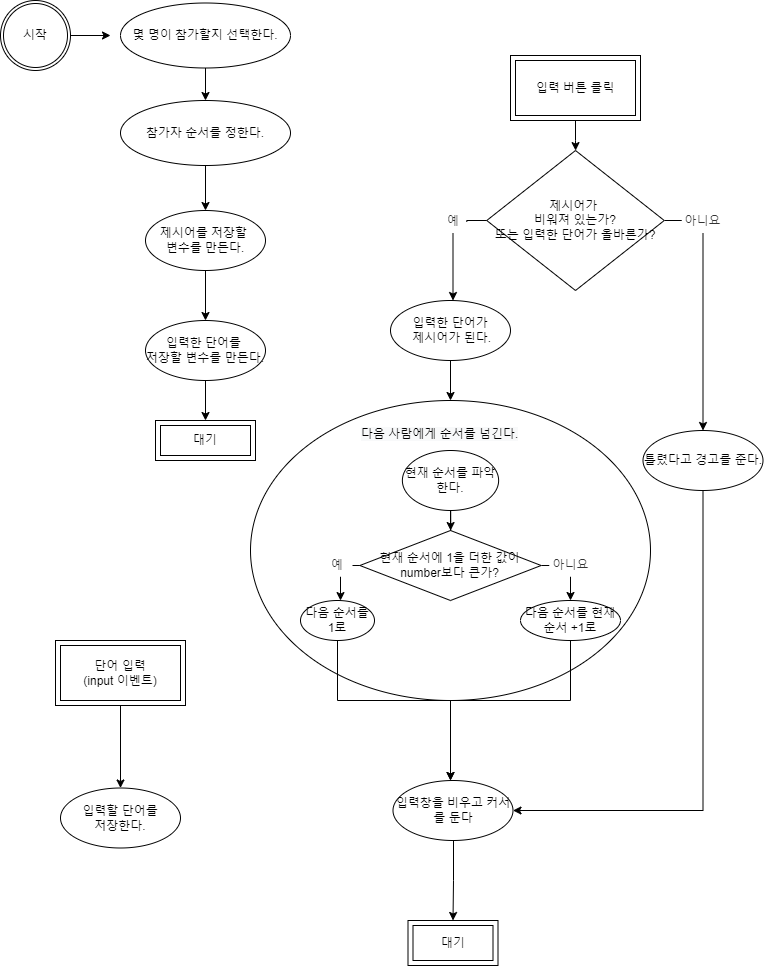 시작
몇 명이 참가할지 선택한다.
참가자 순서를 정한다.
제시어를 저장할
변수를 만든다.
입력한 단어를
저장할 변수를 만든다.
대기
단어 입력
(input 이벤트)
입력할 단어를
저장한다.
입력 버튼 클릭
제시어가
비워져 있는가?
또는 입력한 단어가 올바른가?
예
아니요
입력한 단어가
제시어가 된다.
다음 사람에게 순서를 넘긴다.
현재 순서를 파악
한다.
현재 순서에 1을 더한 값이
number보다 큰가?
예
아니요
다음 순서를
1로
다음 순서를 현재
순서 +1로
틀렸다고 경고를 준다.
입력창을 비우고 커서
를 둔다
대기